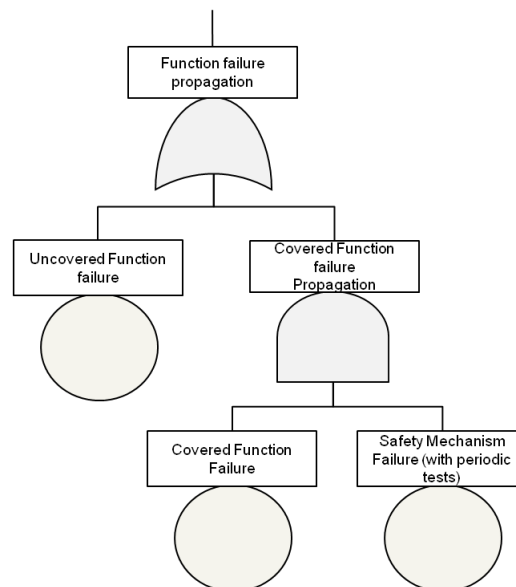 Function failure
propagation
Uncovered Function
failure
Covered Function
failure
Propagation
Covered Function
Failure
Safety Mechanism
Failure (with periodic
tests)